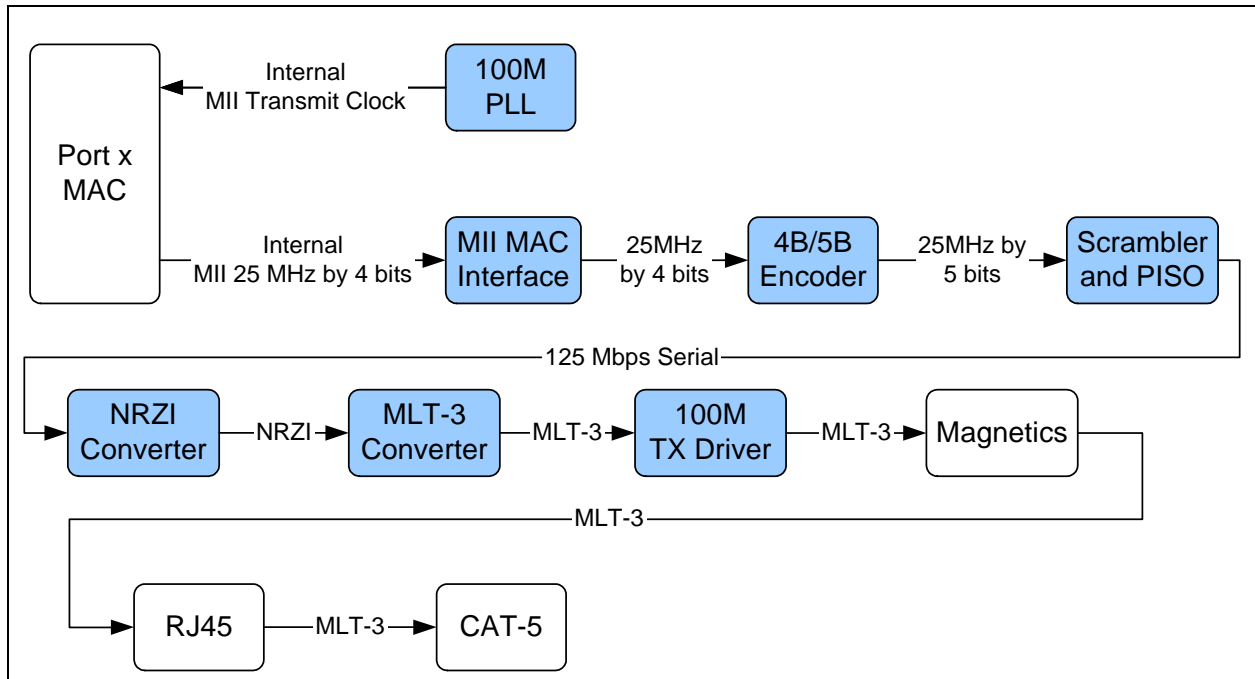 Internal
MII Transmit Clock
100M
PLL
Port x
MAC
Internal
MII 25 MHz by 4 bits
MII MAC
Interface
25MHz
by 4 bits
4B/5B
Encoder
25MHz by
5 bits
Scrambler
and PISO
125 Mbps Serial
NRZI
Converter
NRZI
MLT-3
Converter
MLT-3
100M
TX Driver
MLT-3
Magnetics
MLT-3
RJ45
MLT-3
CAT-5